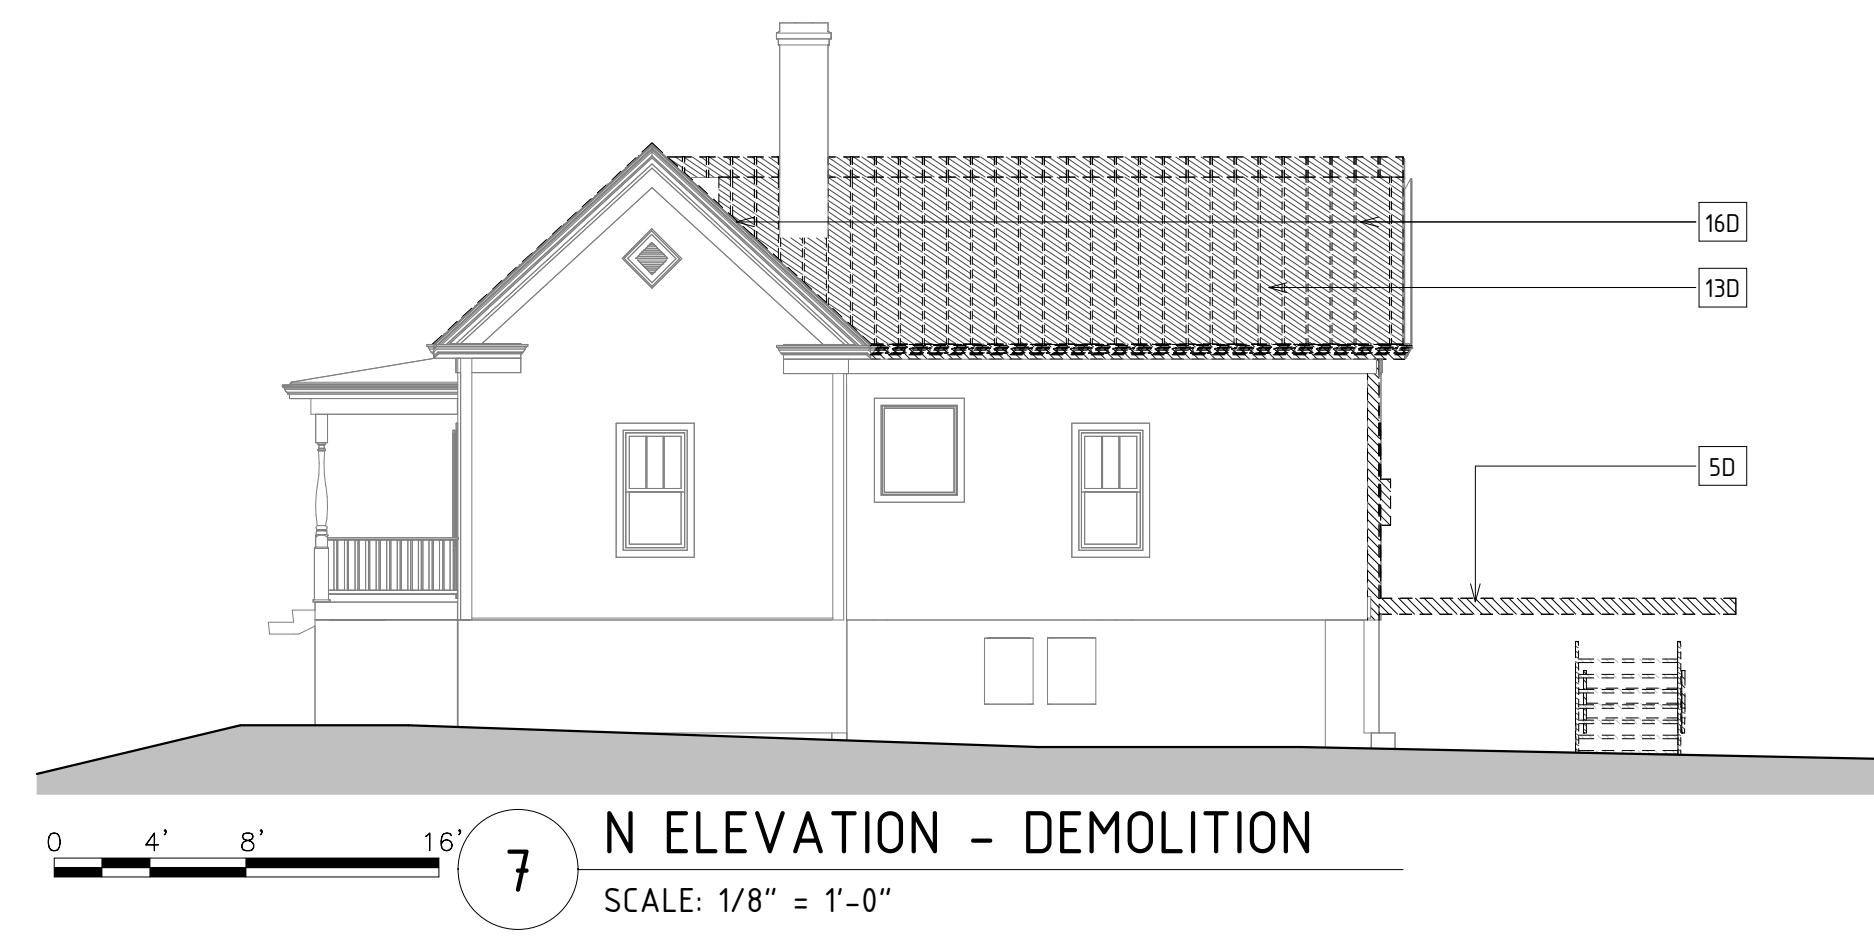 16D
13D
5D
0 4' 8' 16'
7
N ELEVATION - DEMOLITION
SCALE: 1/8" = 1'-0"